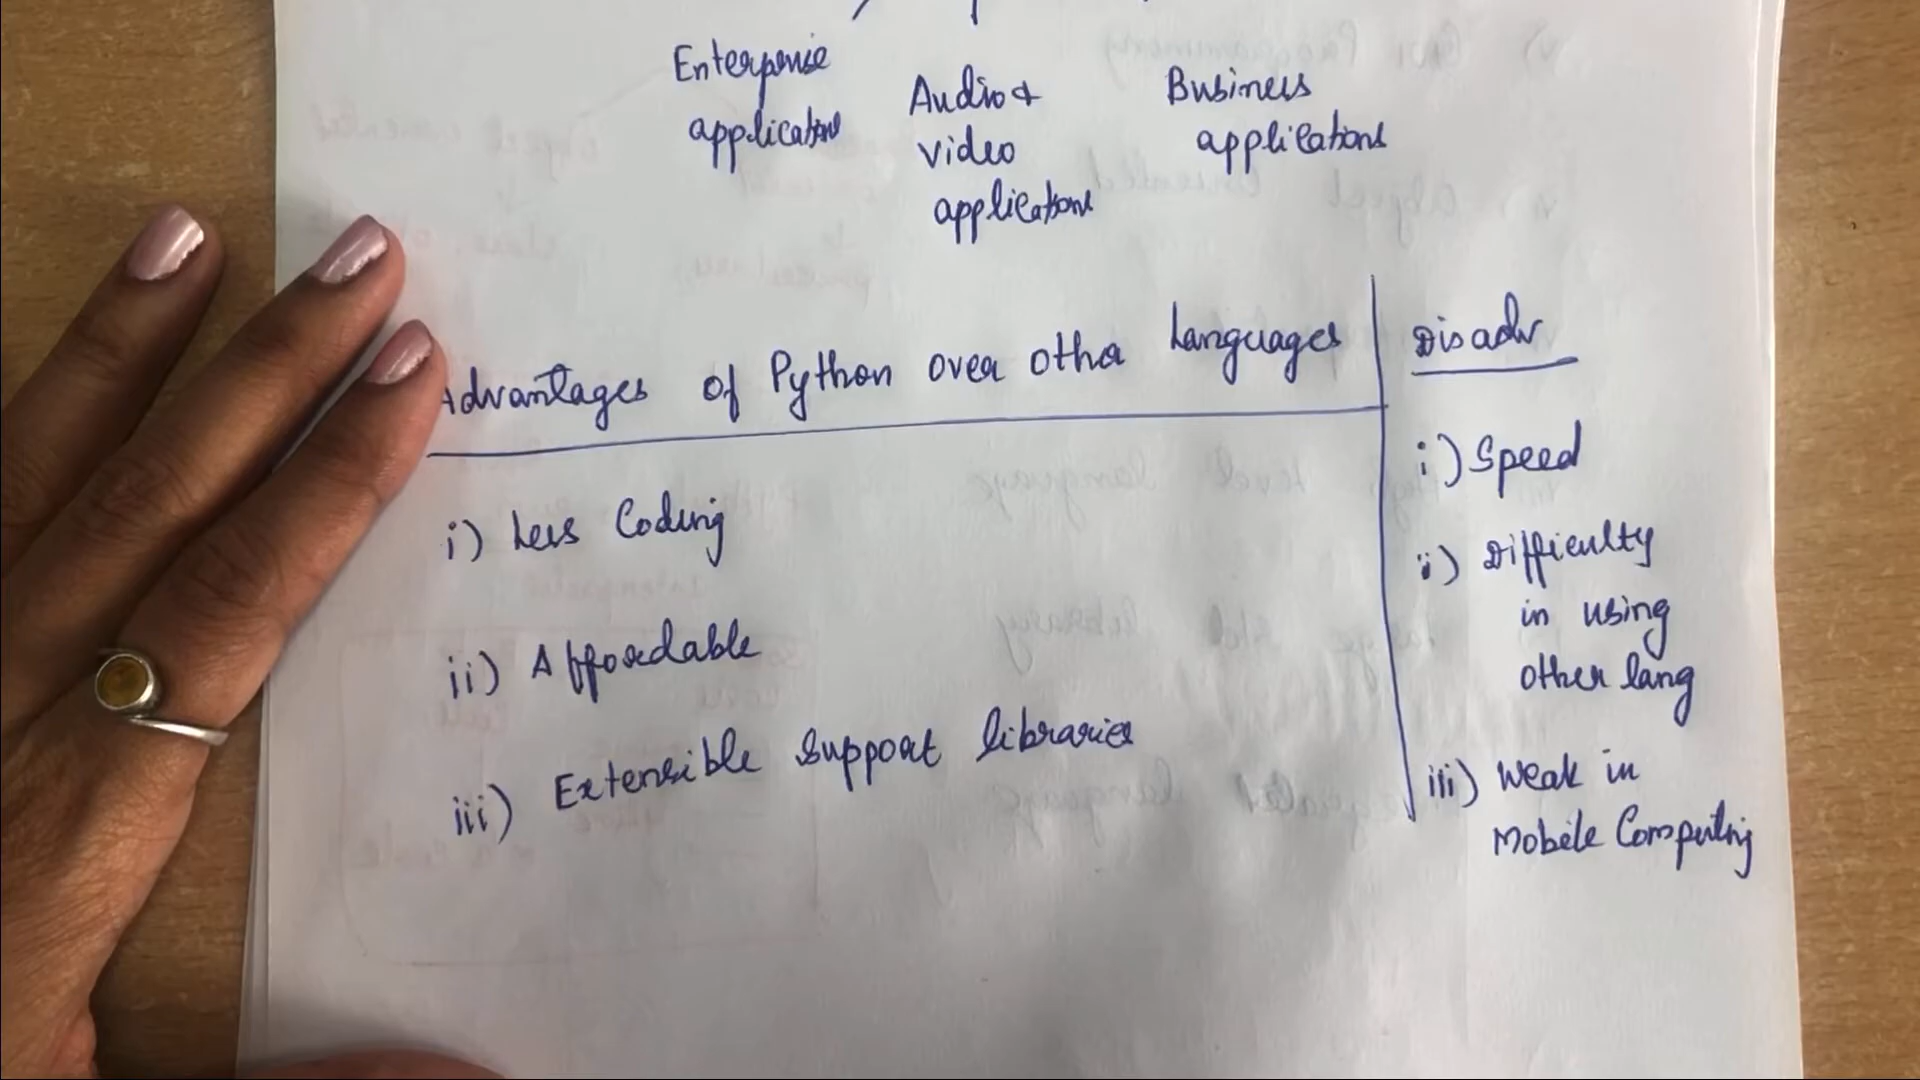 Enterprise
applications
Audio &
video
applications
Business
applications
Advantages of Python over other languages
i) Less Coding
ii) Affordable
iii) Extensible support libraries
Disadv
i) Speed
ii) Difficulty
in using
other lang
iii) Weak in
Mobile Computing